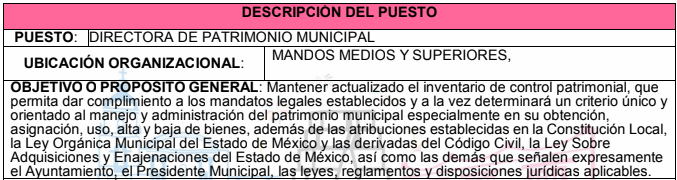 DESCRIPCIÓN DEL PUESTO
PUESTO: DIRECTORA DE PATRIMONIO MUNICIPAL
UBICACIÓN ORGANIZACIONAL: MANDOS MEDIOS Y SUPERIORES,
OBJETIVO O PROPOSITO GENERAL: Mantener actualizado el inventario de control patrimonial, que
permita dar complimiento a los mandatos legales establecidos y a la vez determinará un criterio único y
orientado al manejo y administración del patrimonio municipal especialmente en su obtención,
asignación, uso, alta y baja de bienes, además de las atribuciones establecidas en la Constitución Local,
la Ley Orgánica Municipal del Estado de México y las derivadas del Código Civil, la Ley Sobre
Adquisiciones y Enajenaciones del Estado de México, así como las demás que señalen expresamente
el Ayuntamiento, el Presidente Municipal, las leyes, reglamentos y disposiciones jurídicas aplicables.